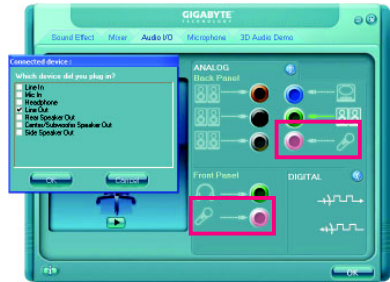 GIGABYTE
TECHNOLOGY
Sound Effect Mixer Audio I/O Microphone 3D Audio Demo
Connected device :
Which device did you plug in?
Line In
Mic In
Headphone
Line Out
Rear Speaker Out
Center/Subwoofer Speaker Out
Side Speaker Out
OK Cancel
ANALOG
Back Panel
Front Panel
DIGITAL
OK